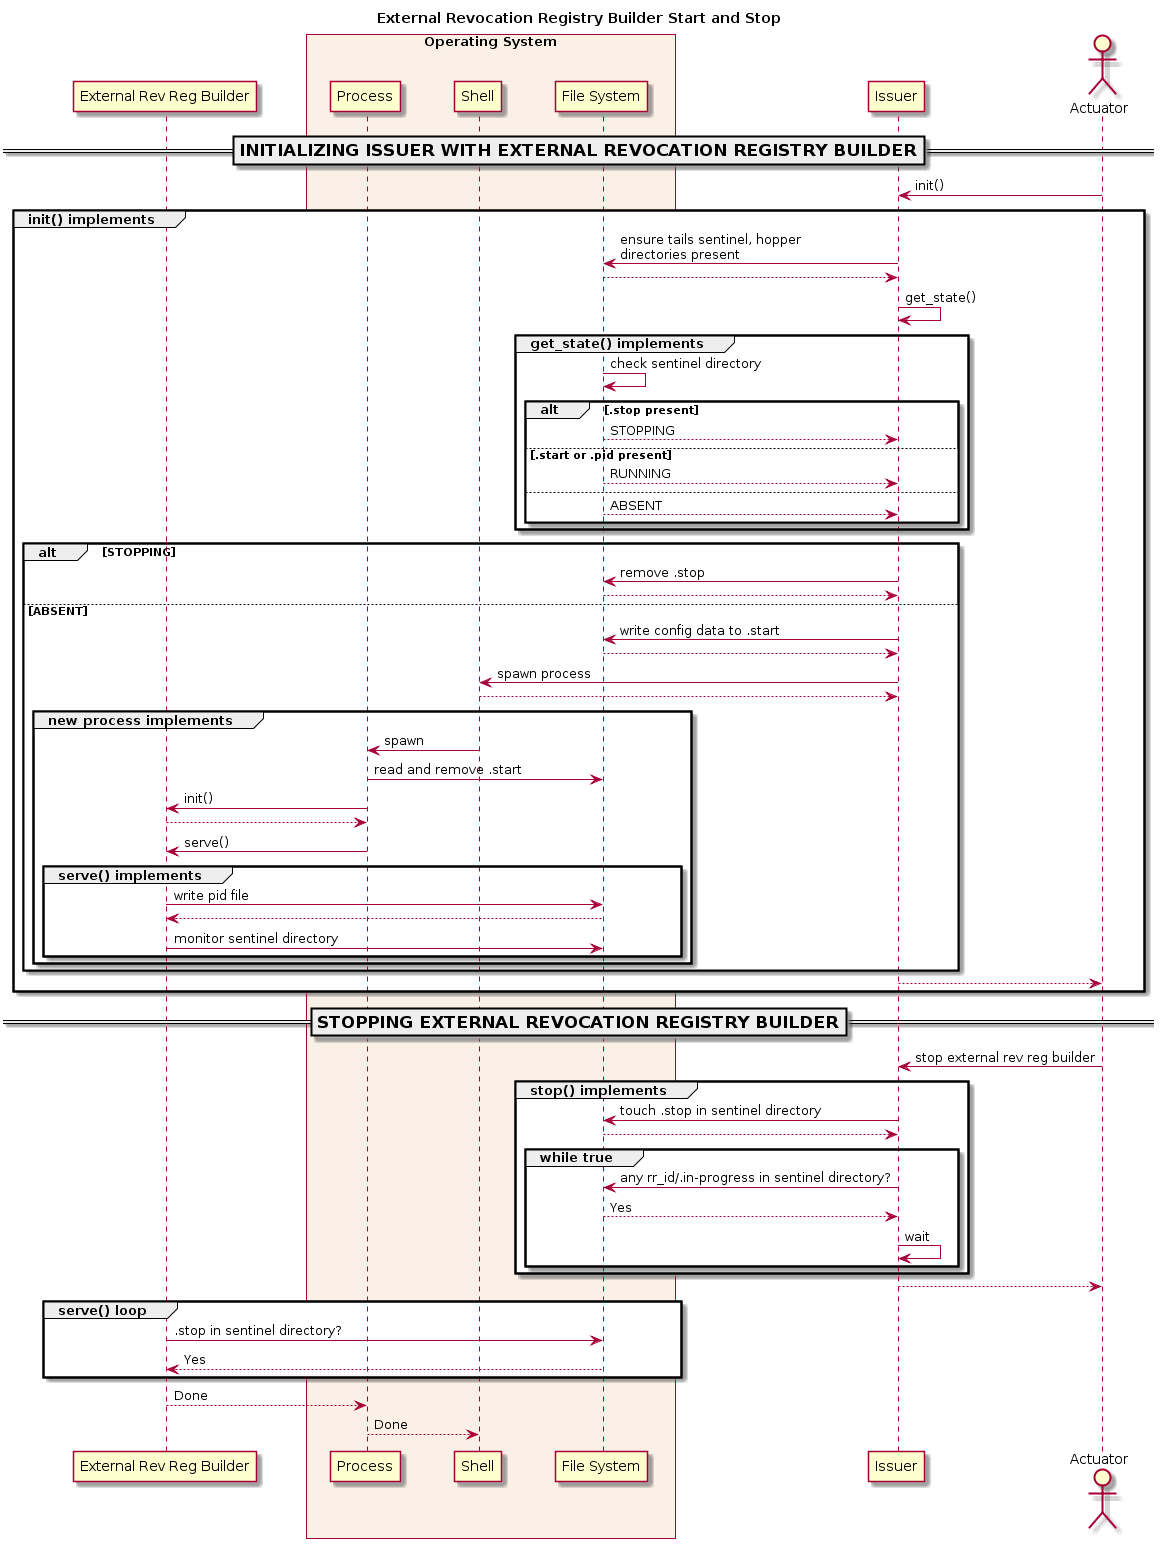 External Revocation Registry Builder Start and Stop
Operating System
External Rev Reg Builder
Process
Shell
File System
Issuer
Actuator
INITIALIZING ISSUER WITH EXTERNAL REVOCATION REGISTRY BUILDER
init()
init() implements
ensure tails sentinel, hopper
directories present
get_state()
get_state() implements
check sentinel directory
alt [.stop present]
STOPPING
[.start or .pid present]
RUNNING
ABSENT
alt [STOPPING]
remove .stop
[ABSENT]
write config data to .start
spawn process
new process implements
spawn
read and remove .start
init()
serve()
serve() implements
write pid file
monitor sentinel directory
STOPPING EXTERNAL REVOCATION REGISTRY BUILDER
stop external rev reg builder
stop() implements
touch .stop in sentinel directory
while true
any rr_id/.in-progress in sentinel directory?
Yes
wait
serve() loop
.stop in sentinel directory?
Yes
Done
Done
External Rev Reg Builder
Process
Shell
File System
Issuer
Actuator